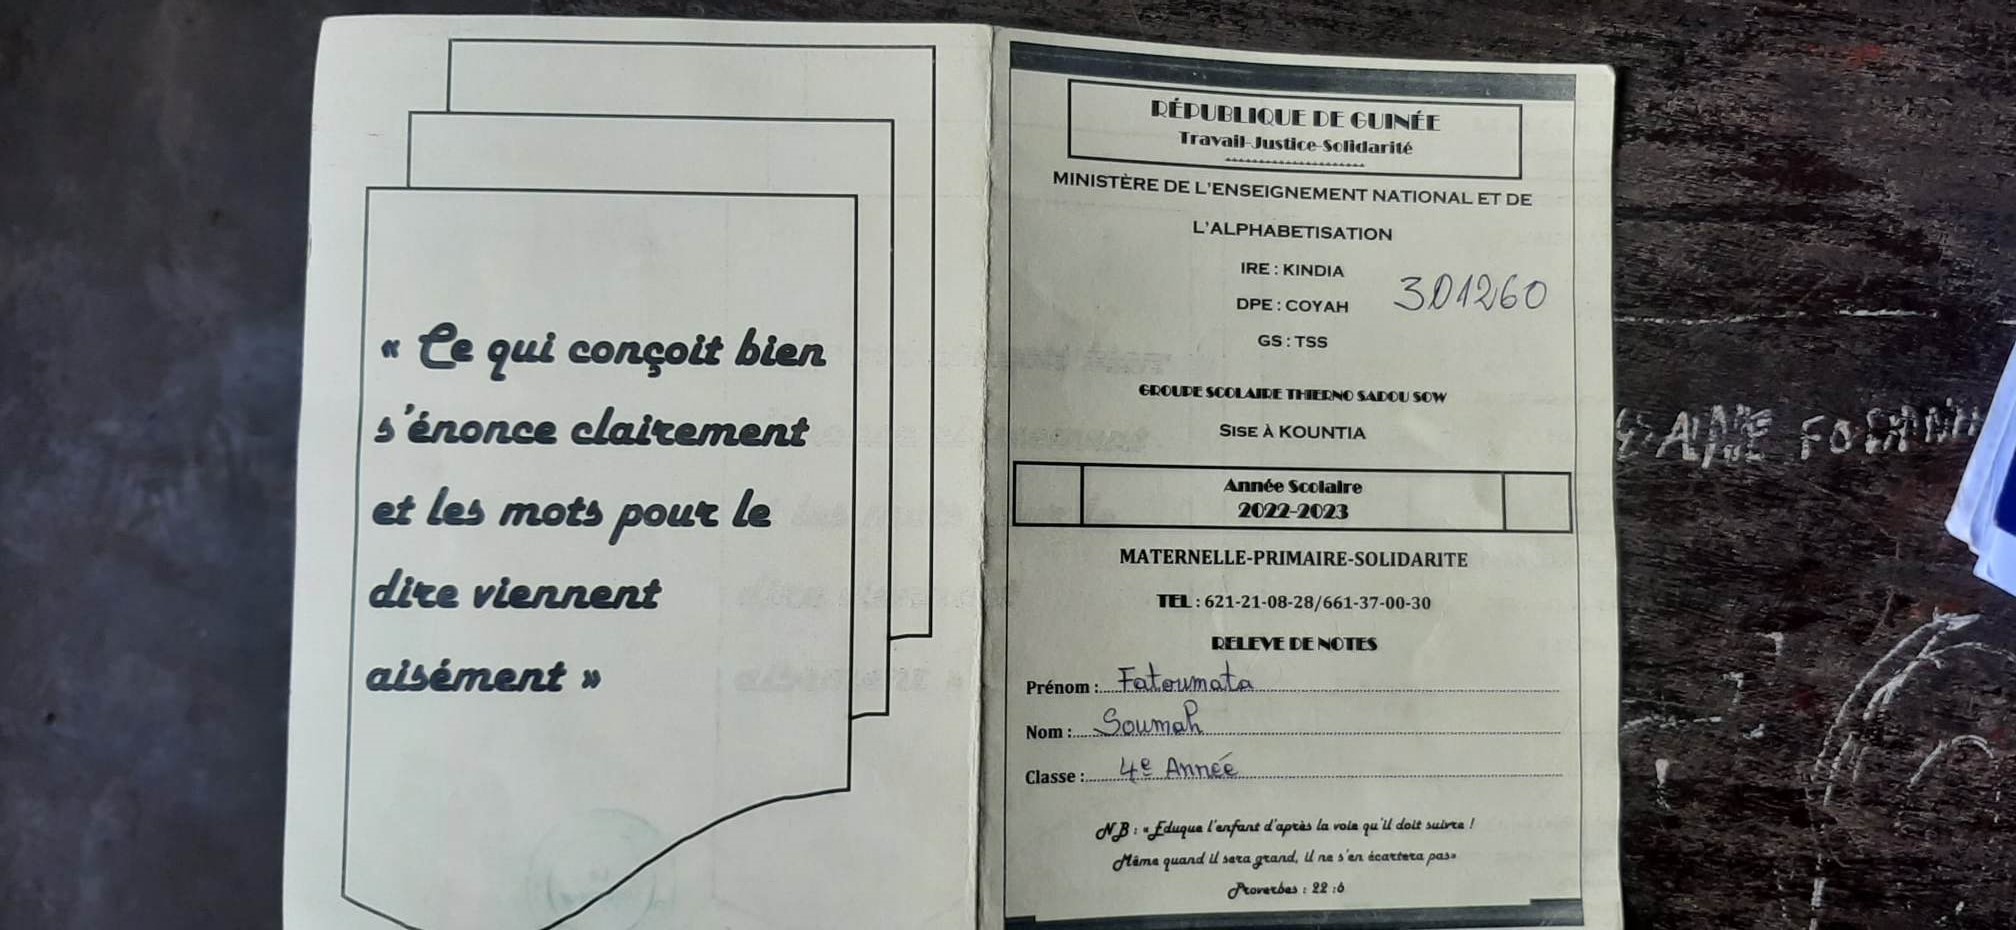 « Ce qui conçoit bien
s'énonce clairement
et les mots pour le
dire viennent
aisément »
RÉPUBLIQUE DE GUINÉE
Travail-Justice-Solidarité
MINISTÈRE DE L'ENSEIGNEMENT NATIONAL ET DE
L'ALPHABETISATION
IRE : KINDIA
DPE : COYAH
3D1260
GS : TSS
GROUPE SCOLAIRE THIERNO SADOU SOW
SISE À KOUNTIA
Année Scolaire
2022-2023
MATERNELLE-PRIMAIRE-SOLIDARITE
TEL : 621-21-08-28/661-37-00-30
RELEVE DE NOTES
Prénom : Fatoumata
Nom : Soumah
Classe : 4e Année
NB : «Eduque l'enfant d'après la voie qu'il doit suivre !
Même quand il sera grand, il ne s'en écartera pas»
Proverbes : 22 :6